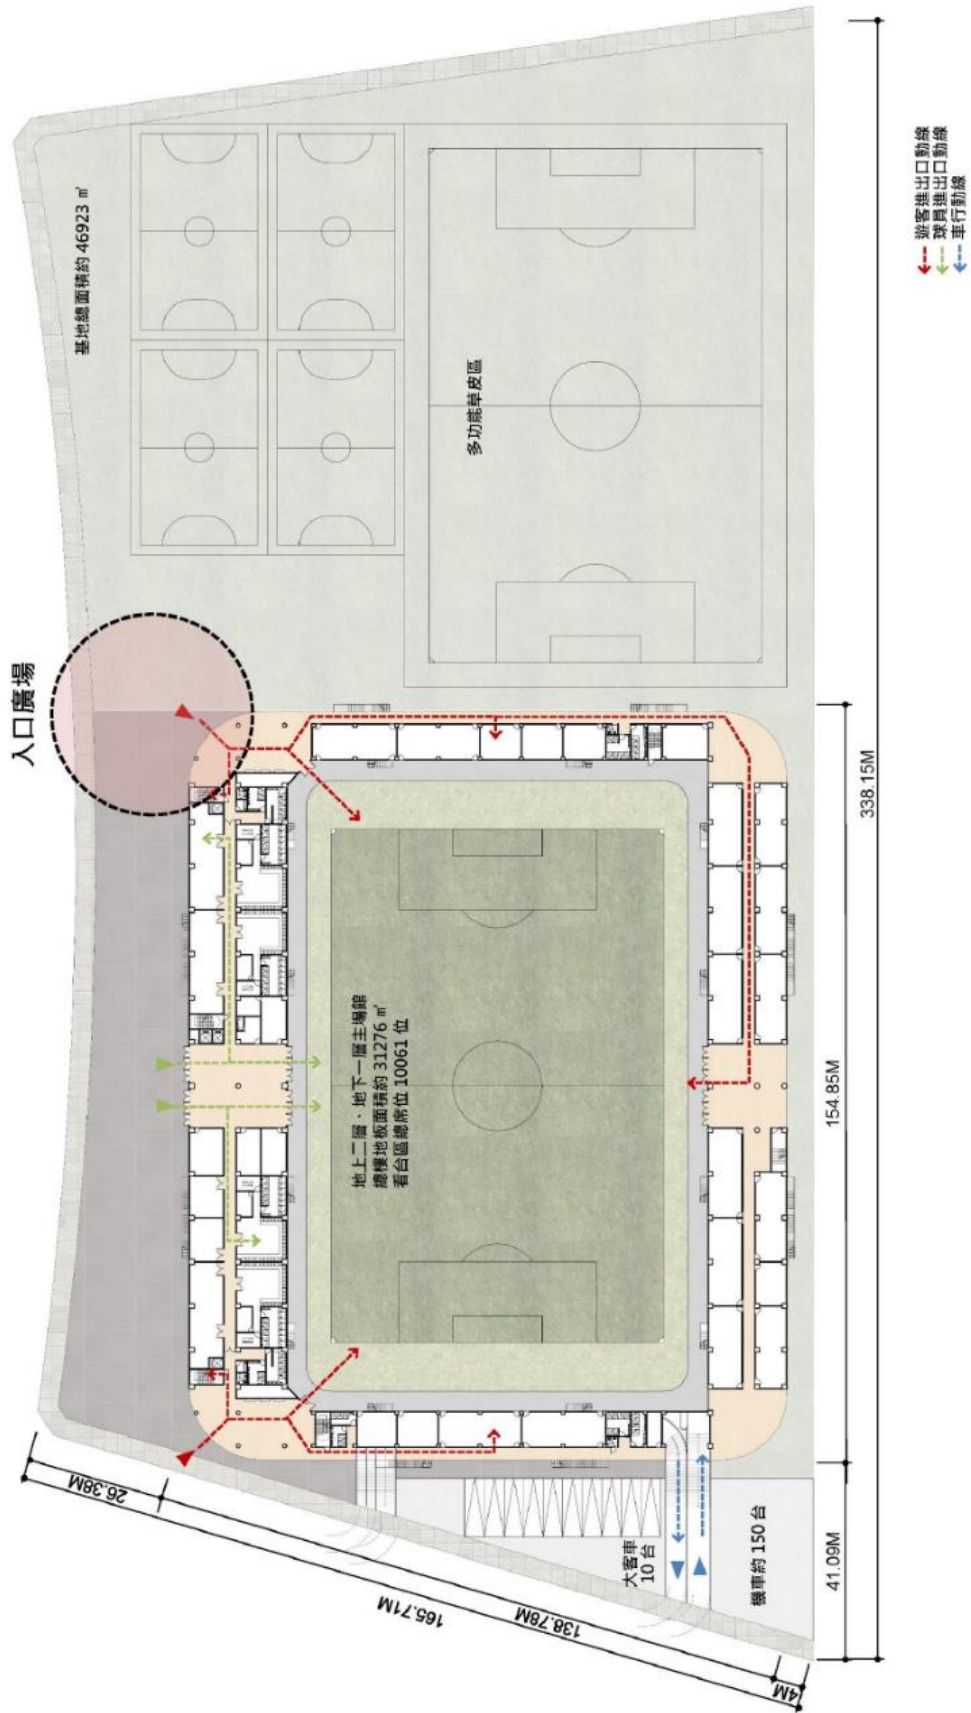 入口廣場
基地總面積約 46923 ㎡
多功能草皮區
地上二層、地下一層主場館
總樓地板面積約 31276 ㎡
看台區總席位 10061 位
大客車
10 台
機車約 150 台
26.38M
165.71M
138.78M
4M
41.09M
154.85M
338.15M
遊客進出口動線
球員進出口動線
車行動線